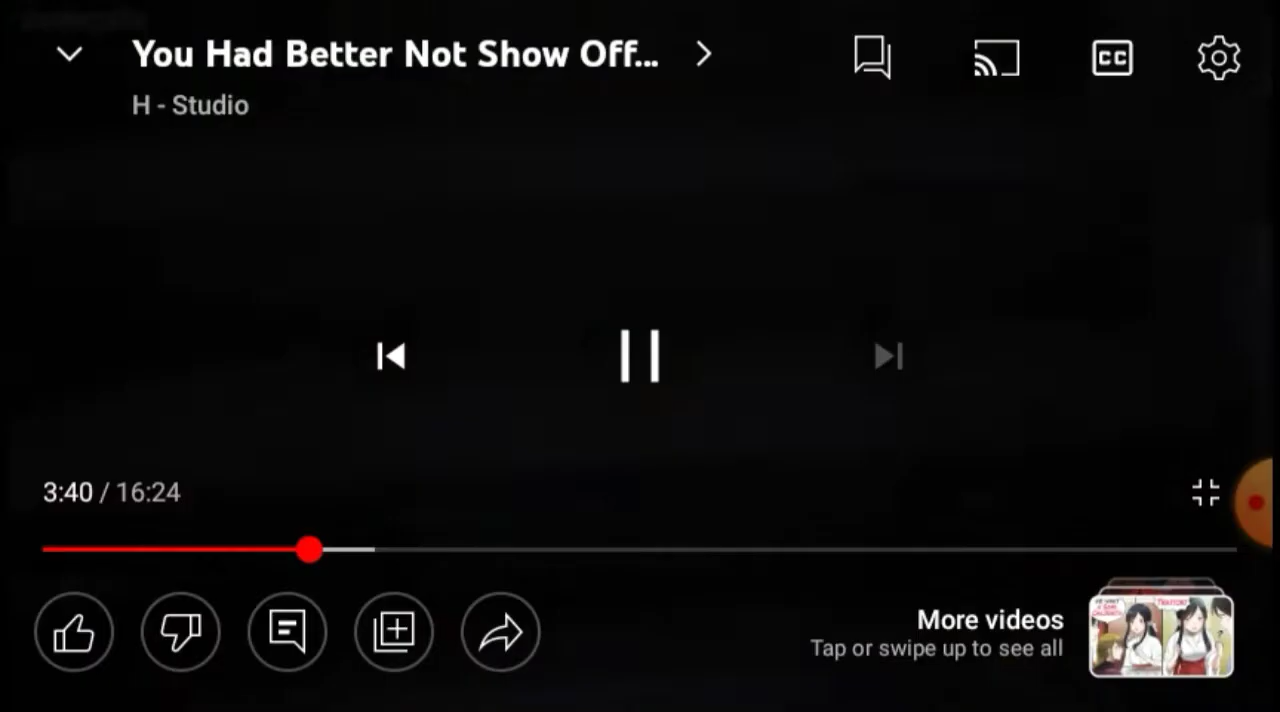 You Had Better Not Show Off...
H - Studio
CC
3:40 / 16:24
More videos
Tap or swipe up to see all